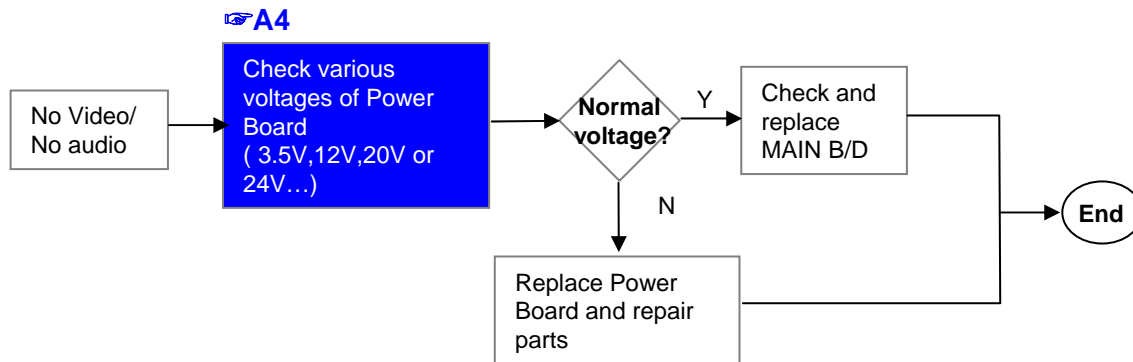 ☞A4
No Video/
No audio
Check various
voltages of Power
Board
( 3.5V,12V,20V or
24V…)
Normal
voltage?
Y
Check and
replace
MAIN B/D
N
Replace Power
Board and repair
parts
End